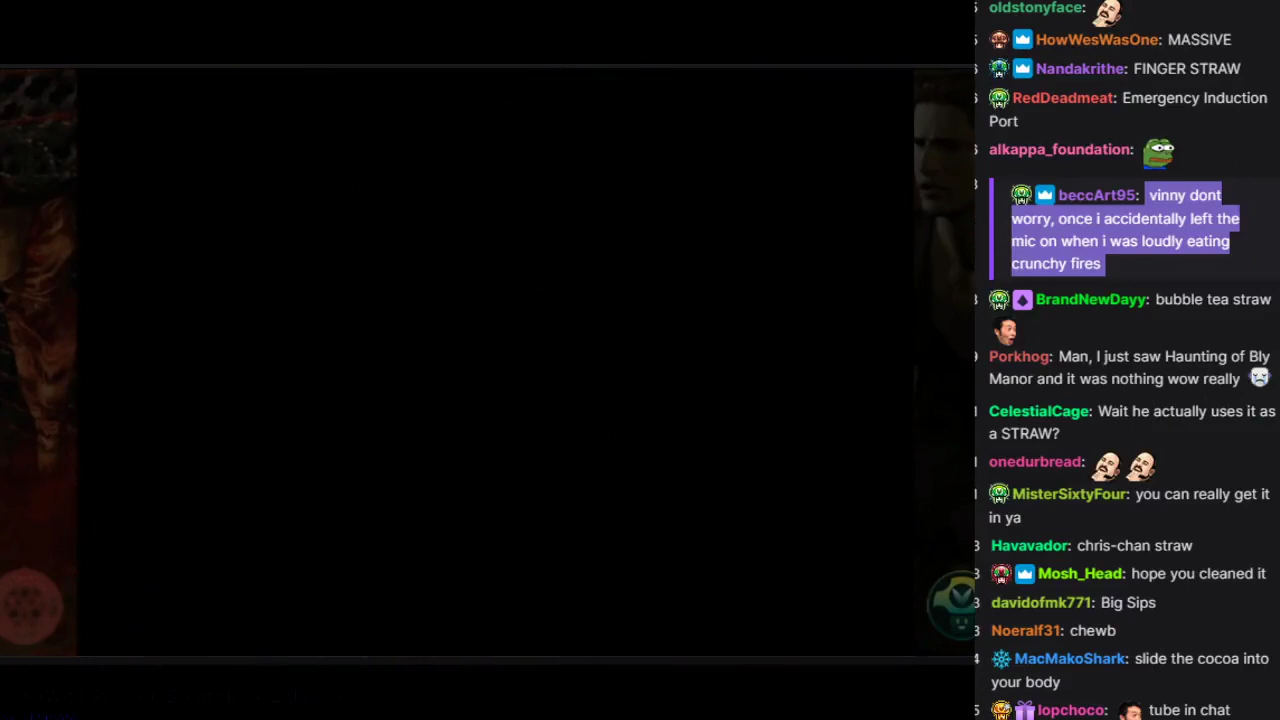 oldstonyface:
HowWesWasOne: MASSIVE
Nandakrithe: FINGER STRAW
RedDeadmeat: Emergency Induction
Port
alkappa_foundation:
beccArt95: vinny dont
worry, once i accidentally left the
mic on when i was loudly eating
crunchy fires
BrandNewDayy: bubble tea straw
Porkhog: Man, I just saw Haunting of Bly
Manor and it was nothing wow really
CelestialCage: Wait he actually uses it as
a STRAW?
onedurbread:
MisterSixtyFour: you can really get it
in ya
Havavador: chris-chan straw
Mosh_Head: hope you cleaned it
davidofmk771: Big Sips
Noeralf31: chewb
MacMakoShark: slide the cocoa into
your body
lopchoco: tube in chat